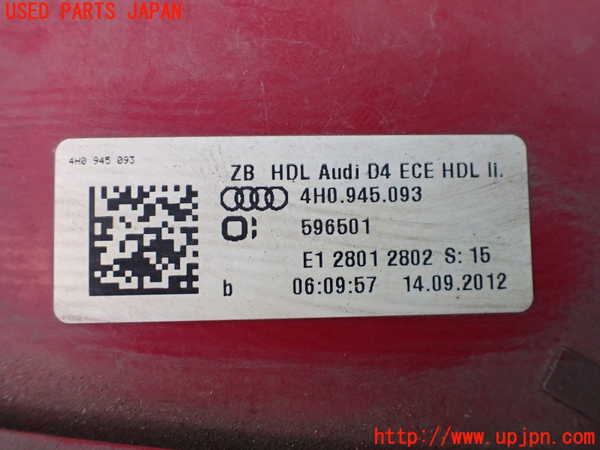 USED PARTS JAPAN
4H0 945 093
ZB HDL Audi D4 ECE HDL li.
4H0.945.093
596501
E1 2801 2802 S: 15
b 06:09:57 14.09.2012
http://www.upjpn.com